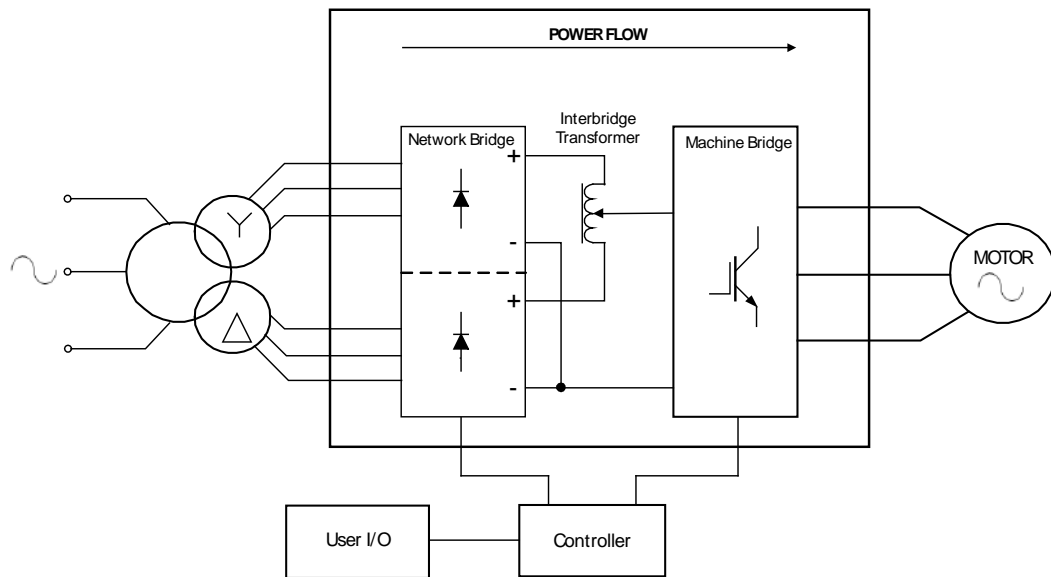 POWER FLOW
Interbridge
Transformer
Network Bridge
Machine Bridge
+
-
+
-
MOTOR
User I/O
Controller